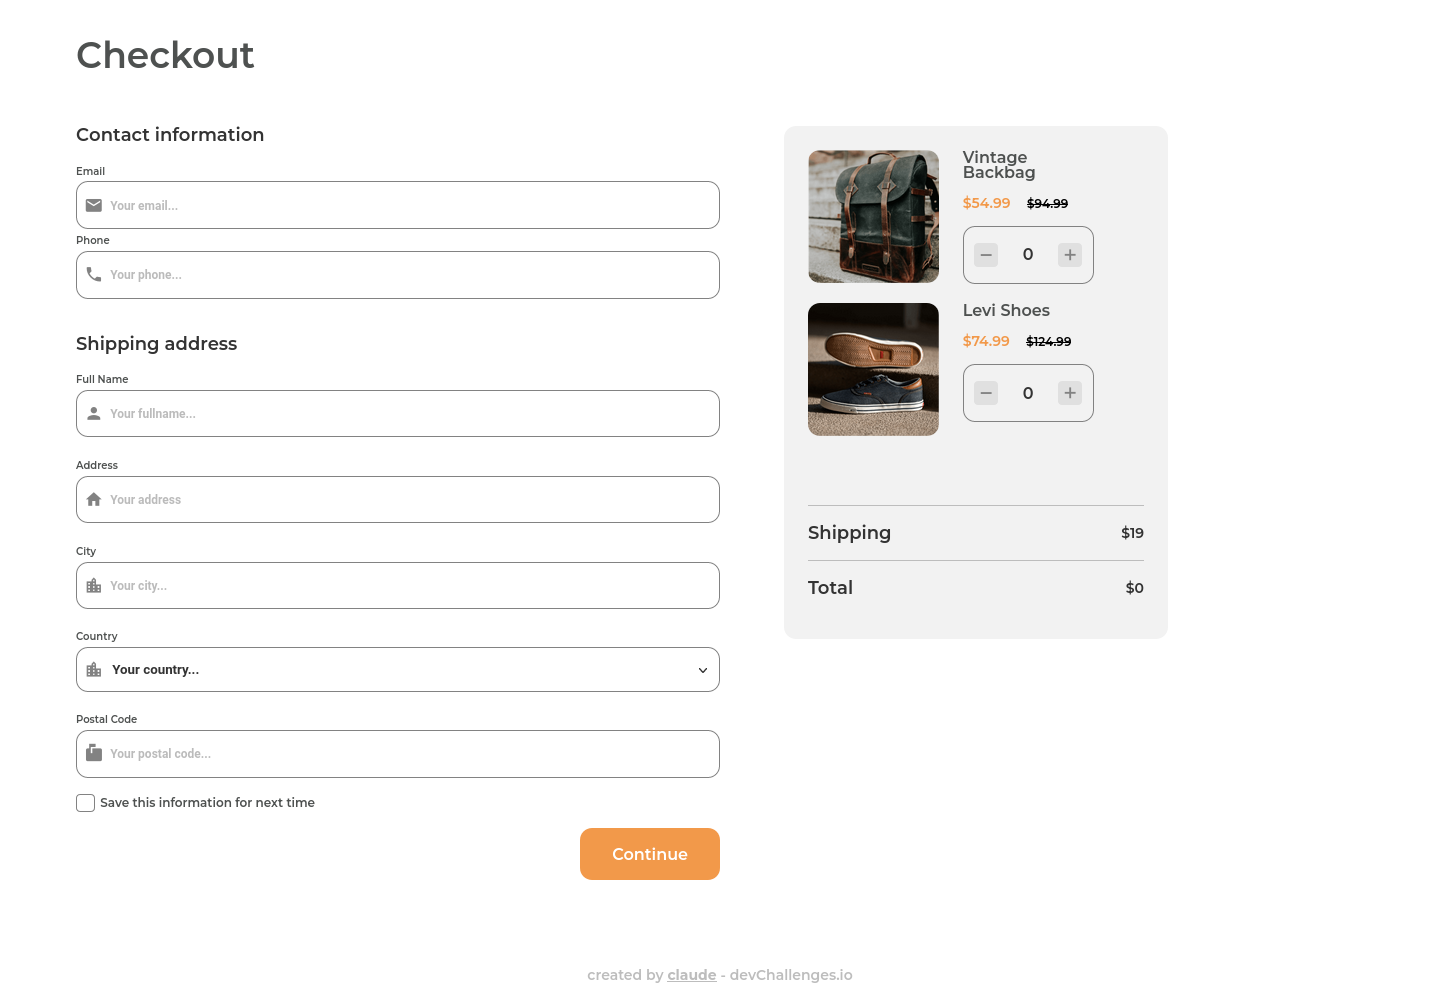 Checkout
Contact information
Email
Your email...
Phone
Your phone...
Shipping address
Full Name
Your fullname...
Address
Your address
City
Your city...
Country
Your country...
Postal Code
Your postal code...
Save this information for next time
Continue
Vintage
Backbag
$54.99 $94.99
0
Levi Shoes
$74.99 $124.99
0
Shipping $19
Total $0
created by claude - devChallenges.io